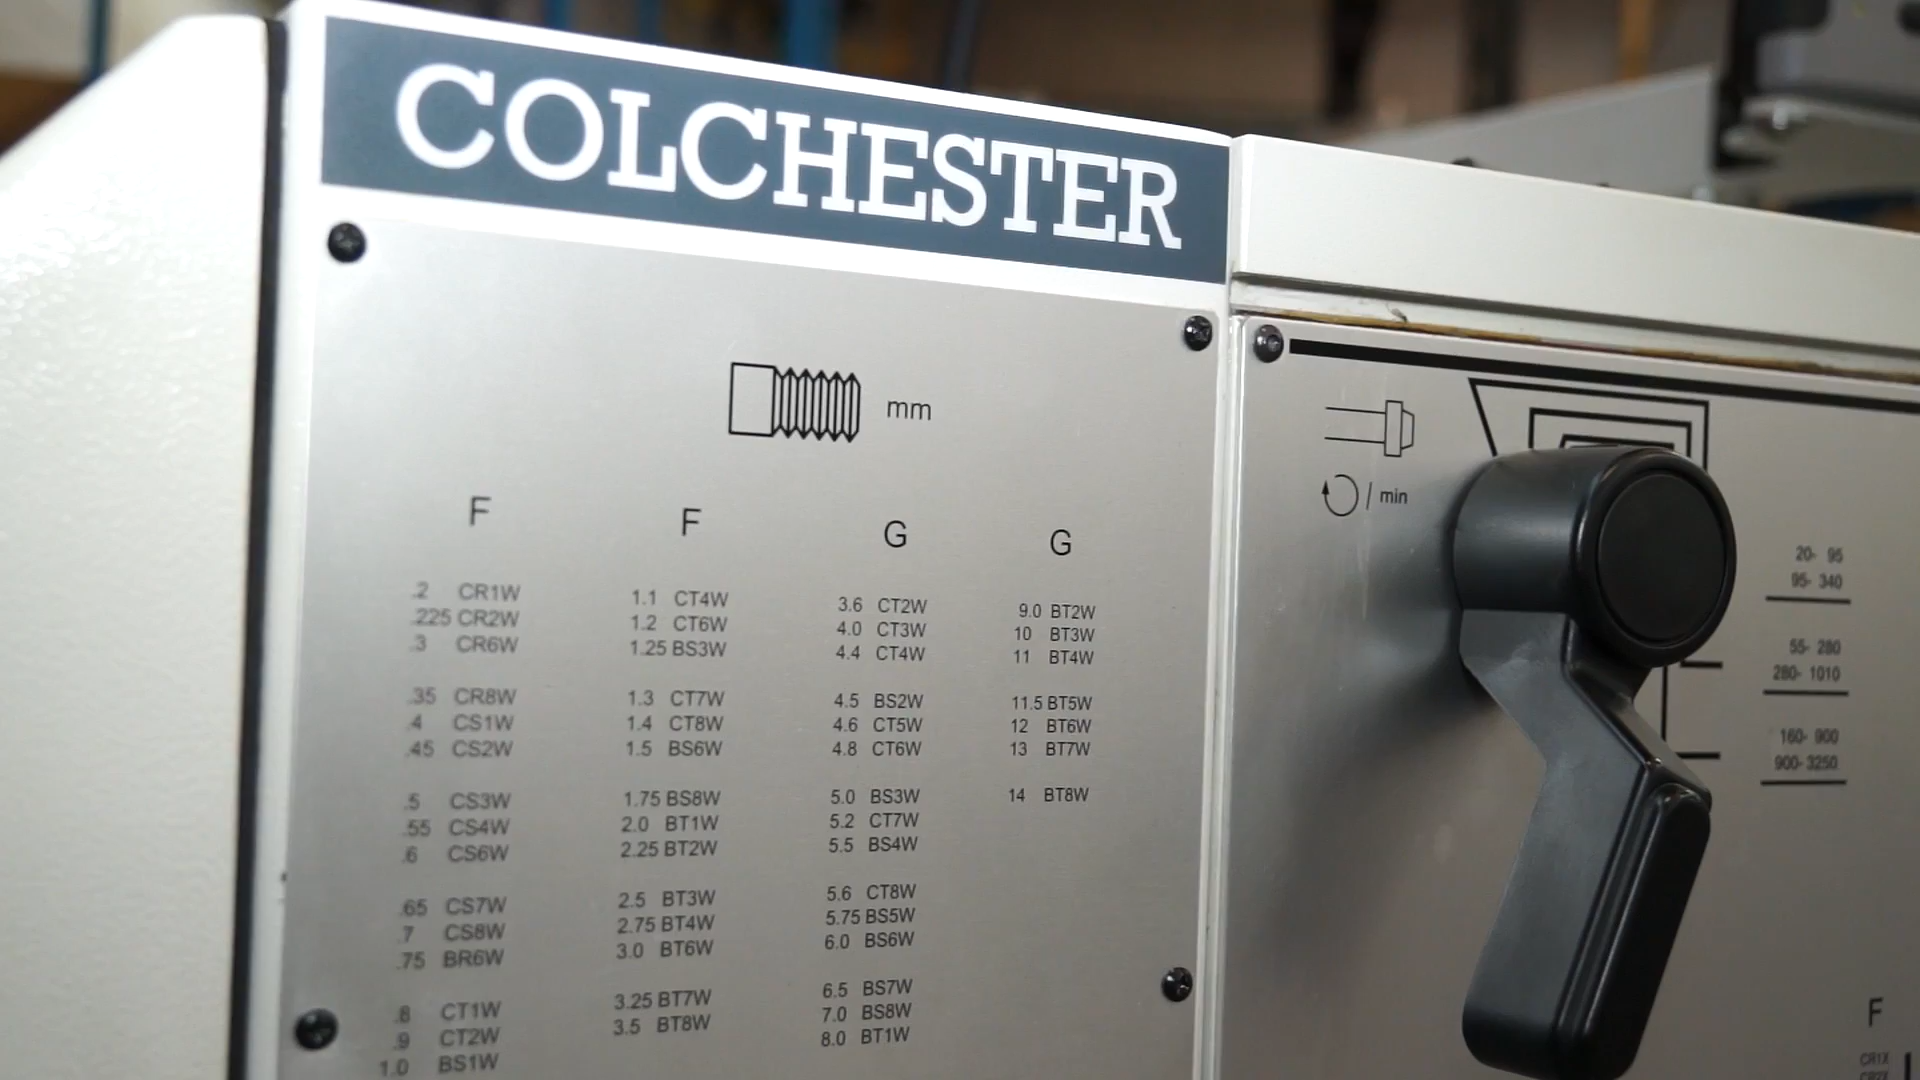 COLCHESTER
mm
F F G G
.2 CR1W 1.1 CT4W 3.6 CT2W 9.0 BT2W
.225 CR2W 1.2 CT6W 4.0 CT3W 10 BT3W
.3 CR6W 1.25 BS3W 4.4 CT4W 11 BT4W
.35 CR8W 1.3 CT7W 4.5 BS2W 11.5 BT5W
.4 CS1W 1.4 CT8W 4.6 CT5W 12 BT6W
.45 CS2W 1.5 BS6W 4.8 CT6W 13 BT7W
.5 CS3W 1.75 BS8W 5.0 BS3W 14 BT8W
.55 CS4W 2.0 BT1W 5.2 CT7W
.6 CS6W 2.25 BT2W 5.5 BS4W
.65 CS7W 2.5 BT3W 5.6 CT8W
.7 CS8W 2.75 BT4W 5.75 BS5W
.75 BR6W 3.0 BT6W 6.0 BS6W
.8 CT1W 3.25 BT7W 6.5 BS7W
.9 CT2W 3.5 BT8W 7.0 BS8W
1.0 BS1W 8.0 BT1W
/ min
20- 95
95- 340
55- 280
280- 1010
160- 900
900- 3250
F
CR1X
CR2X